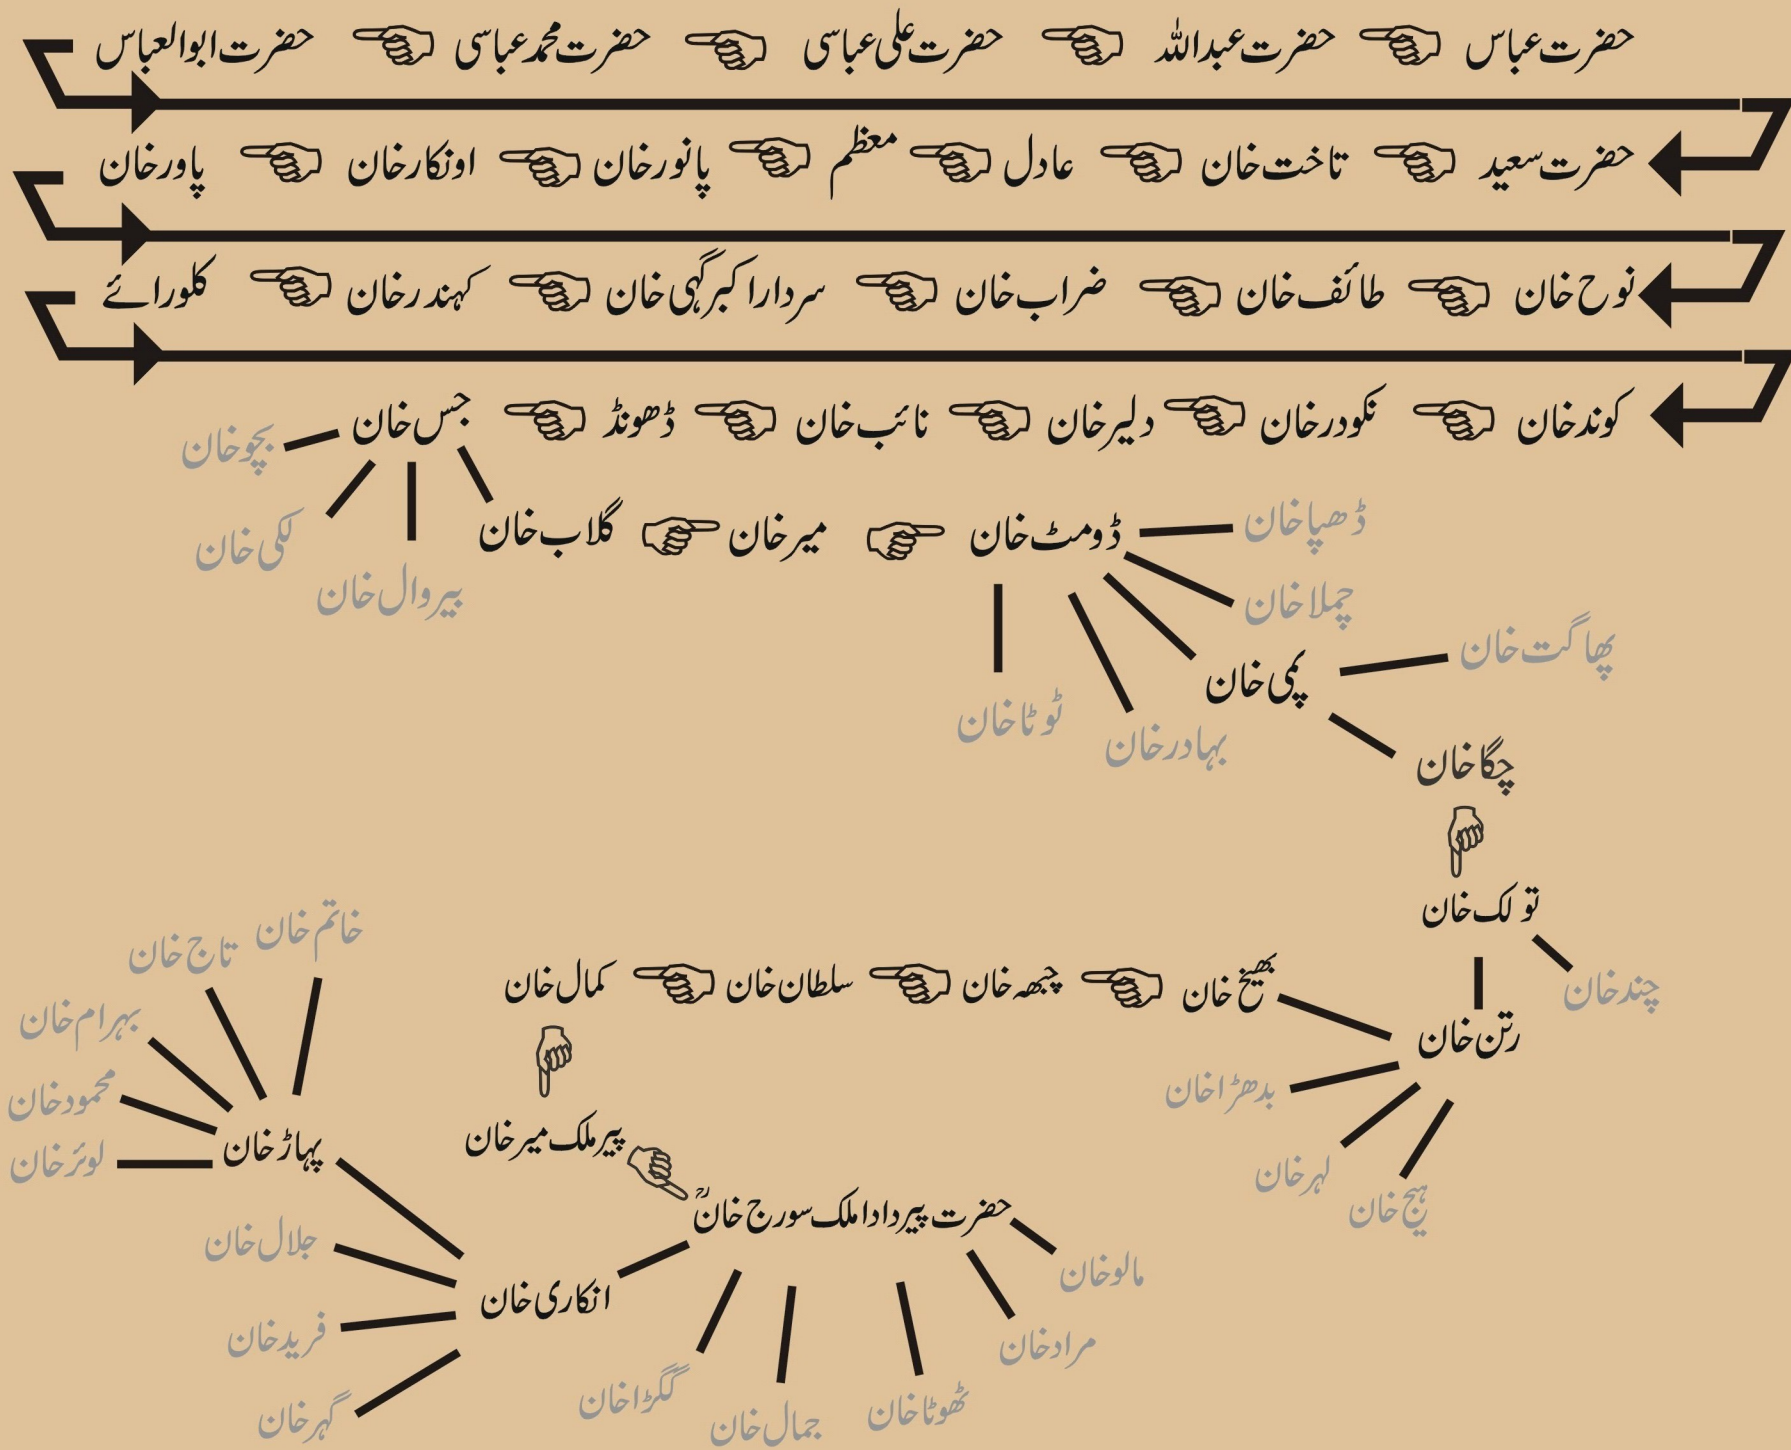 حضرت عباس حضرت عبداللہ حضرت علی عباسی حضرت محمد عباسی حضرت ابوالعباس
حضرت سعید تاخت خان عادل معظم پانور خان اونکار خان پاور خان
نوح خان طائف خان ضراب خان سردار اکبر گہی خان کہندر خان کلورائے
کوند خان نکودر خان دلیر خان نائب خان ڈھونڈ جس خان
بجو خان
لکی خان
بیروال خان
گلاب خان میر خان ڈومٹ خان
ڈھپا خان
چملا خان
پمی خان
بہادر خان
ٹوٹا خان
پھاگت خان
چگا خان
تولک خان
چند خان
رتن خان
بھیخ خان چبھہ خان سلطان خان کمال خان
بدھڑا خان
لہر خان
پیر ملک میر خان
حضرت پیر دادا ملک سورج خانؒ
مالو خان
مراد خان
ٹھوٹا خان
جمال خان
گگڑا خان
انکاری خان
پہاڑ خان
جلال خان
فرید خان
گہر خان
خاتم خان
تاج خان
بہرام خان
محمود خان
لوئر خان